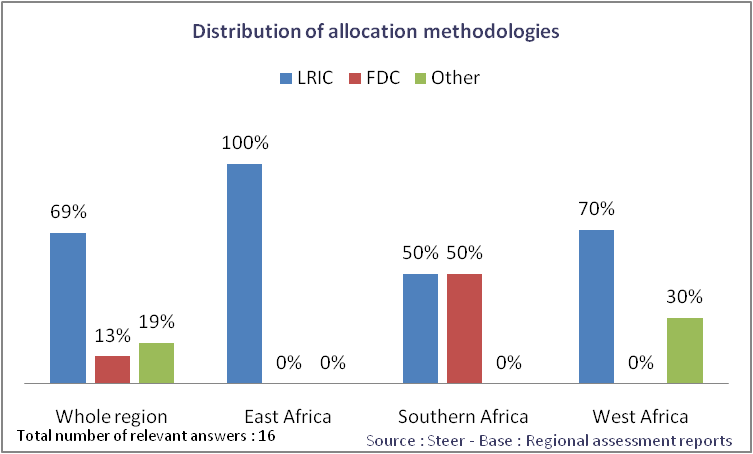 Distribution of allocation methodologies
LRIC FDC Other
100%
69% 70%
50% 50%
30%
13% 19% 0% 0% 0% 0%
Whole region East Africa Southern Africa West Africa
Total number of relevant answers : 16
Source : Steer - Base : Regional assessment reports